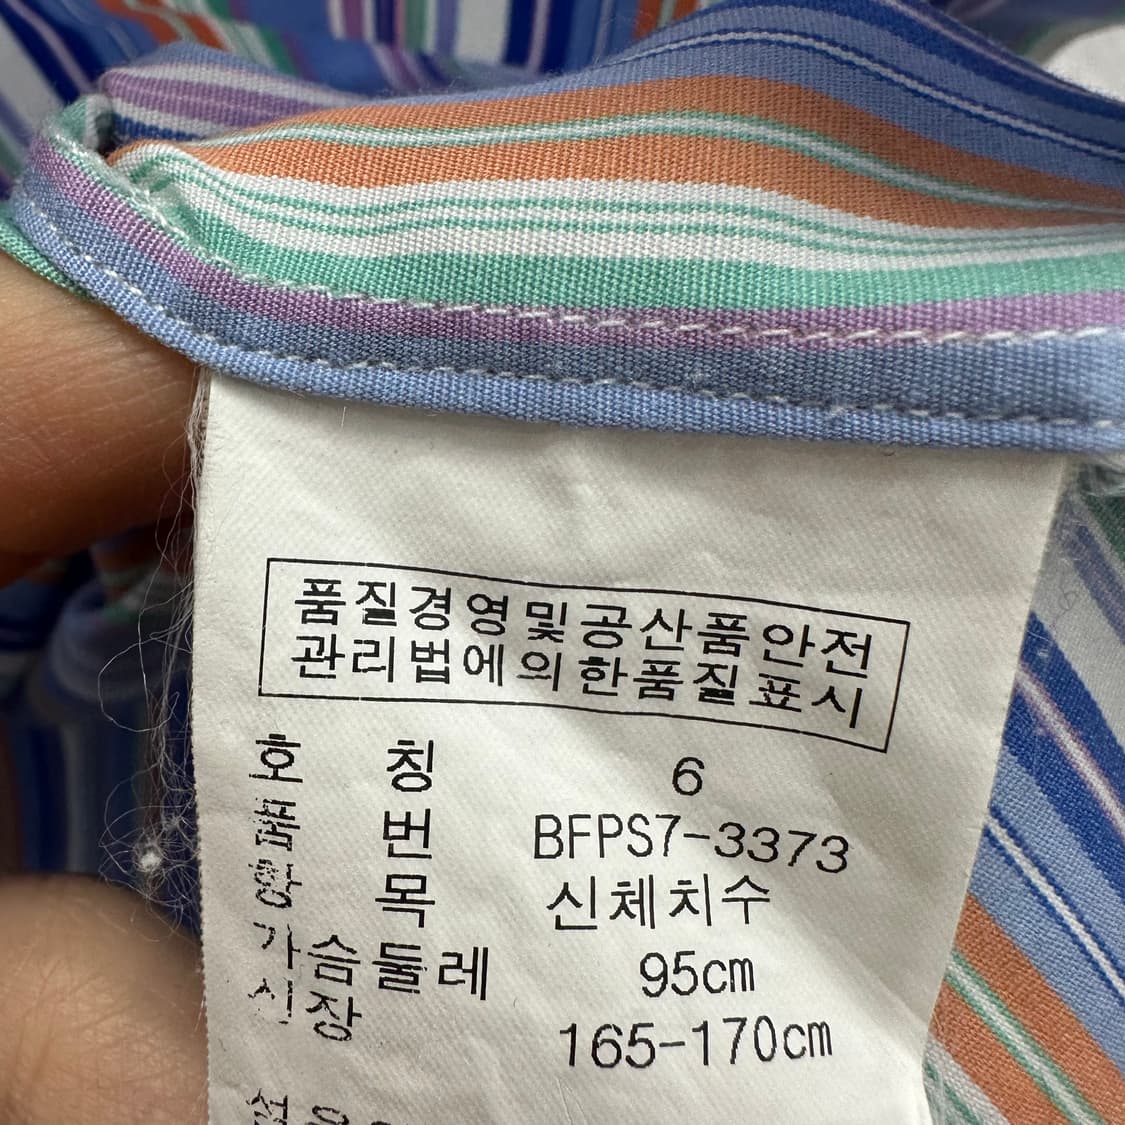 품질경영및공산품안전
관리법에의한품질표시
호 칭 6
품 번 BFPS7-3373
항 목 신체치수
가슴둘레 95cm
신장 165-170cm